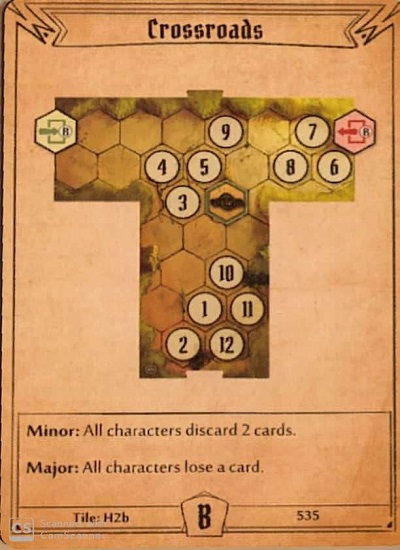 Crossroads
B
B
9
7
4
5
8
6
3
10
1
11
2
12
Minor: All characters discard 2 cards.
Major: All characters lose a card.
Tile: H2b
B
535
CS